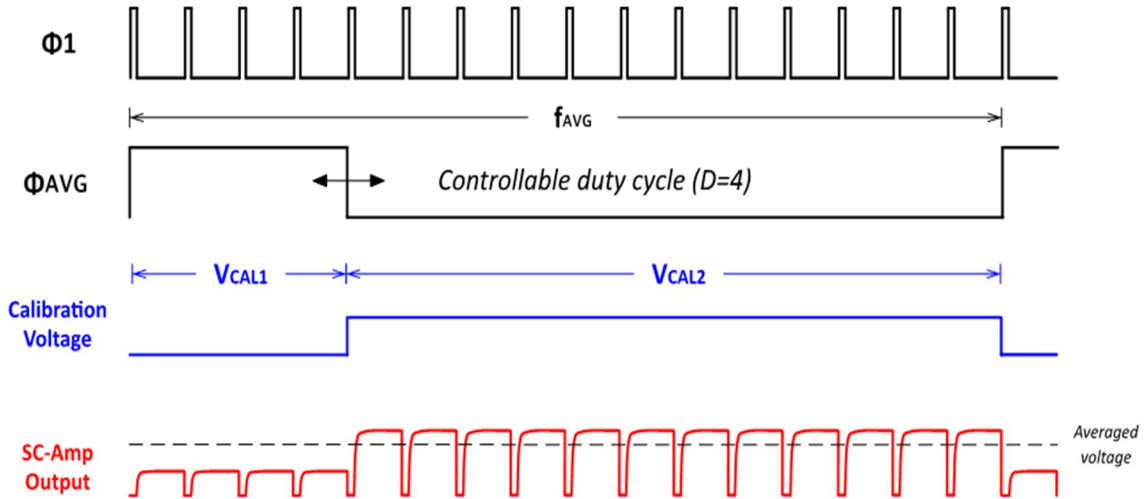 Φ1
fAVG
ΦAVG
Controllable duty cycle (D=4)
VCAL1
VCAL2
Calibration
Voltage
SC-Amp
Output
Averaged
voltage